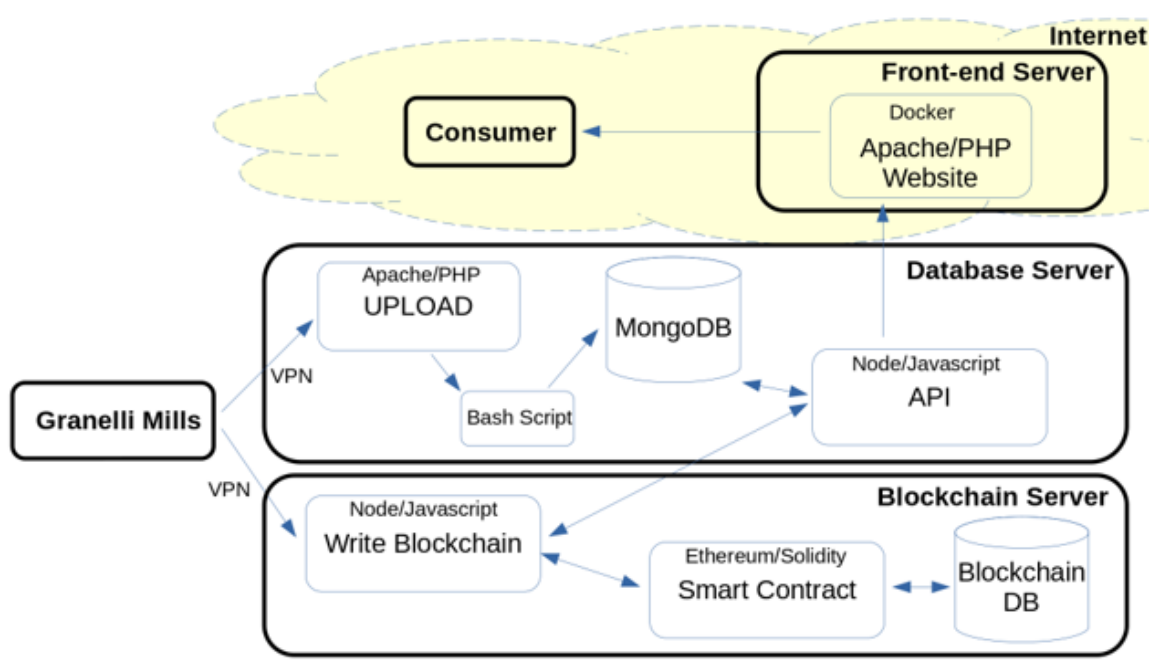 Internet
Front-end Server
Docker
Apache/PHP
Website
Consumer
Database Server
Apache/PHP
UPLOAD
MongoDB
Node/Javascript
API
Bash Script
VPN
Granelli Mills
VPN
Blockchain Server
Node/Javascript
Write Blockchain
Ethereum/Solidity
Smart Contract
Blockchain
DB